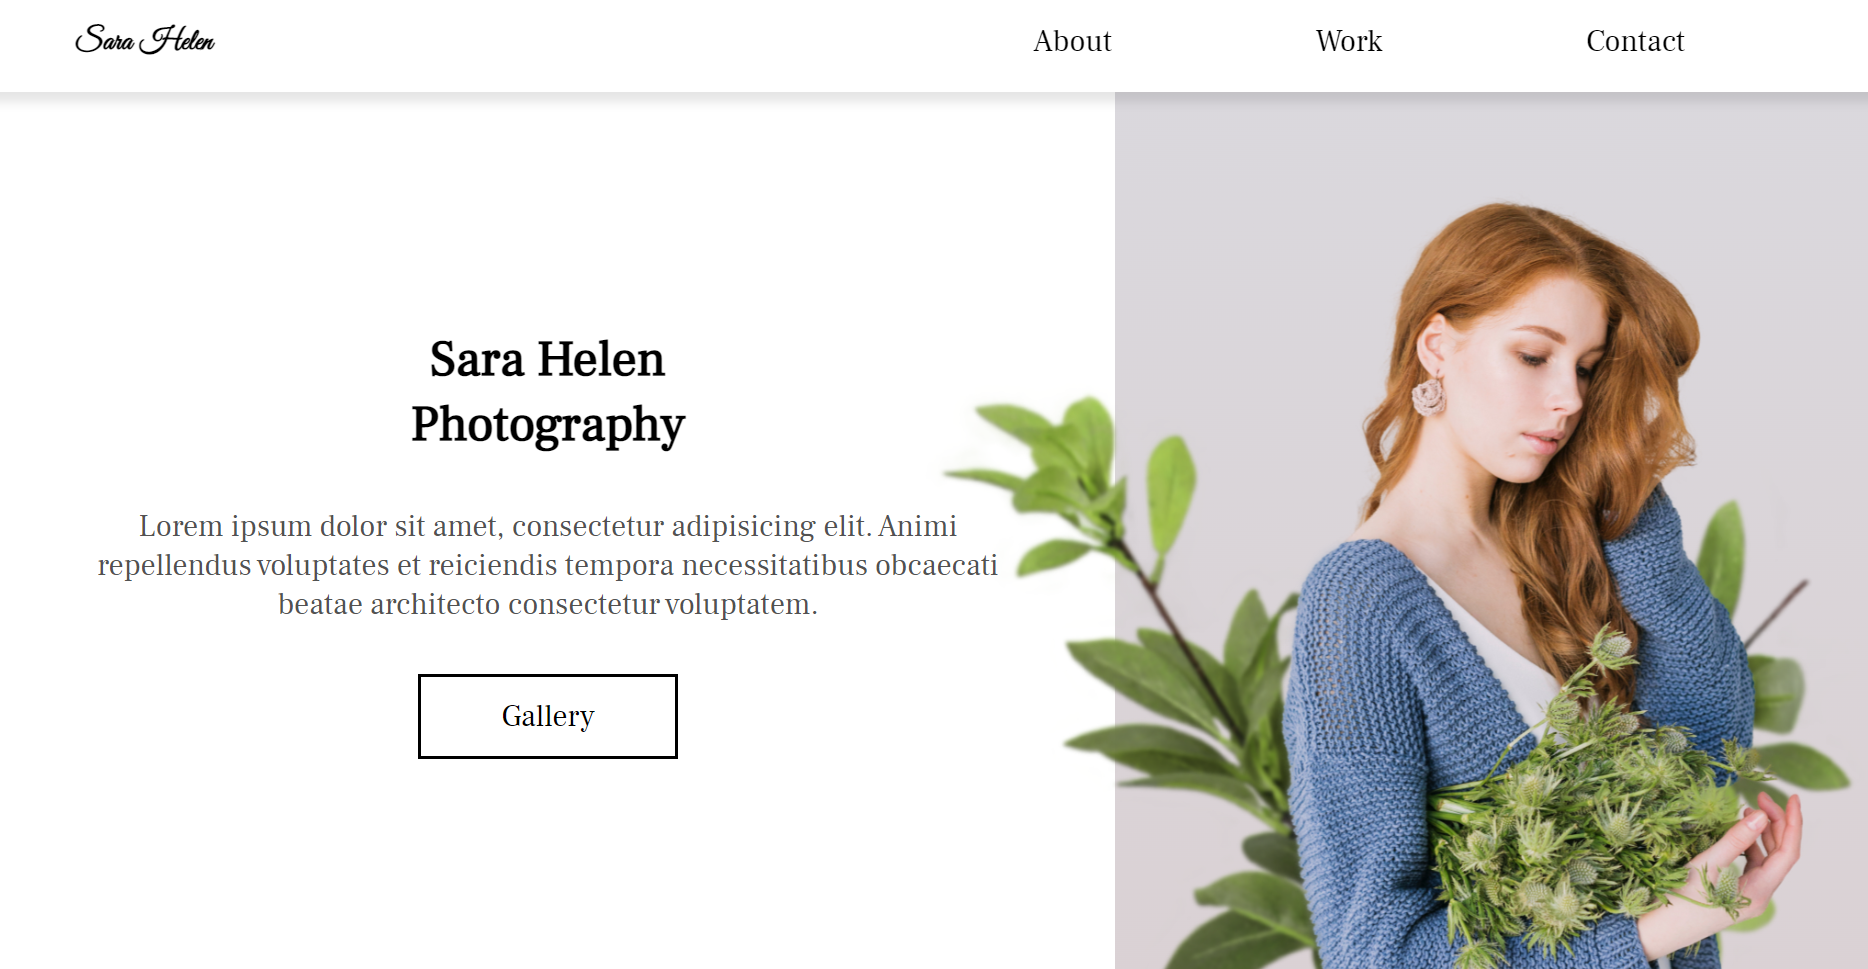 Sara Helen
About
Work
Contact
Sara Helen
Photography
Lorem ipsum dolor sit amet, consectetur adipisicing elit. Animi
repellendus voluptates et reiciendis tempora necessitatibus obcaecati
beatae architecto consectetur voluptatem.
Gallery